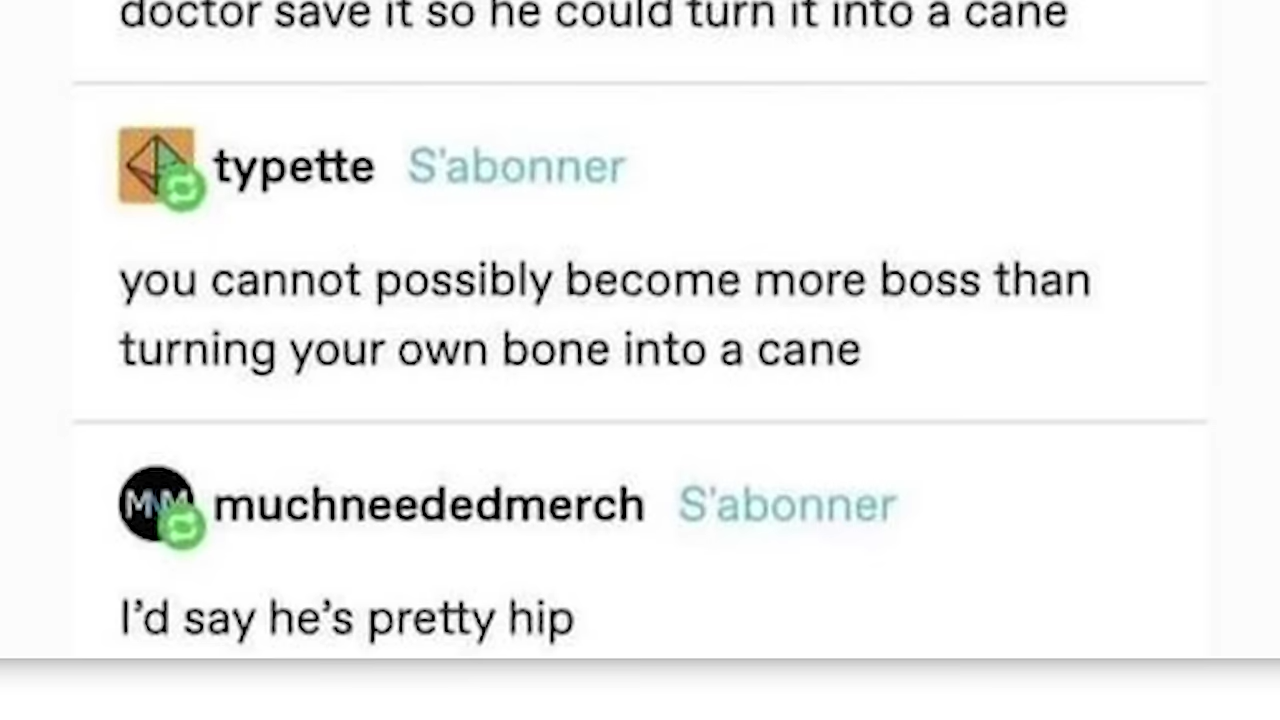 doctor save it so he could turn it into a cane
typette S'abonner
you cannot possibly become more boss than
turning your own bone into a cane
MNM
muchneededmerch S'abonner
I'd say he's pretty hip